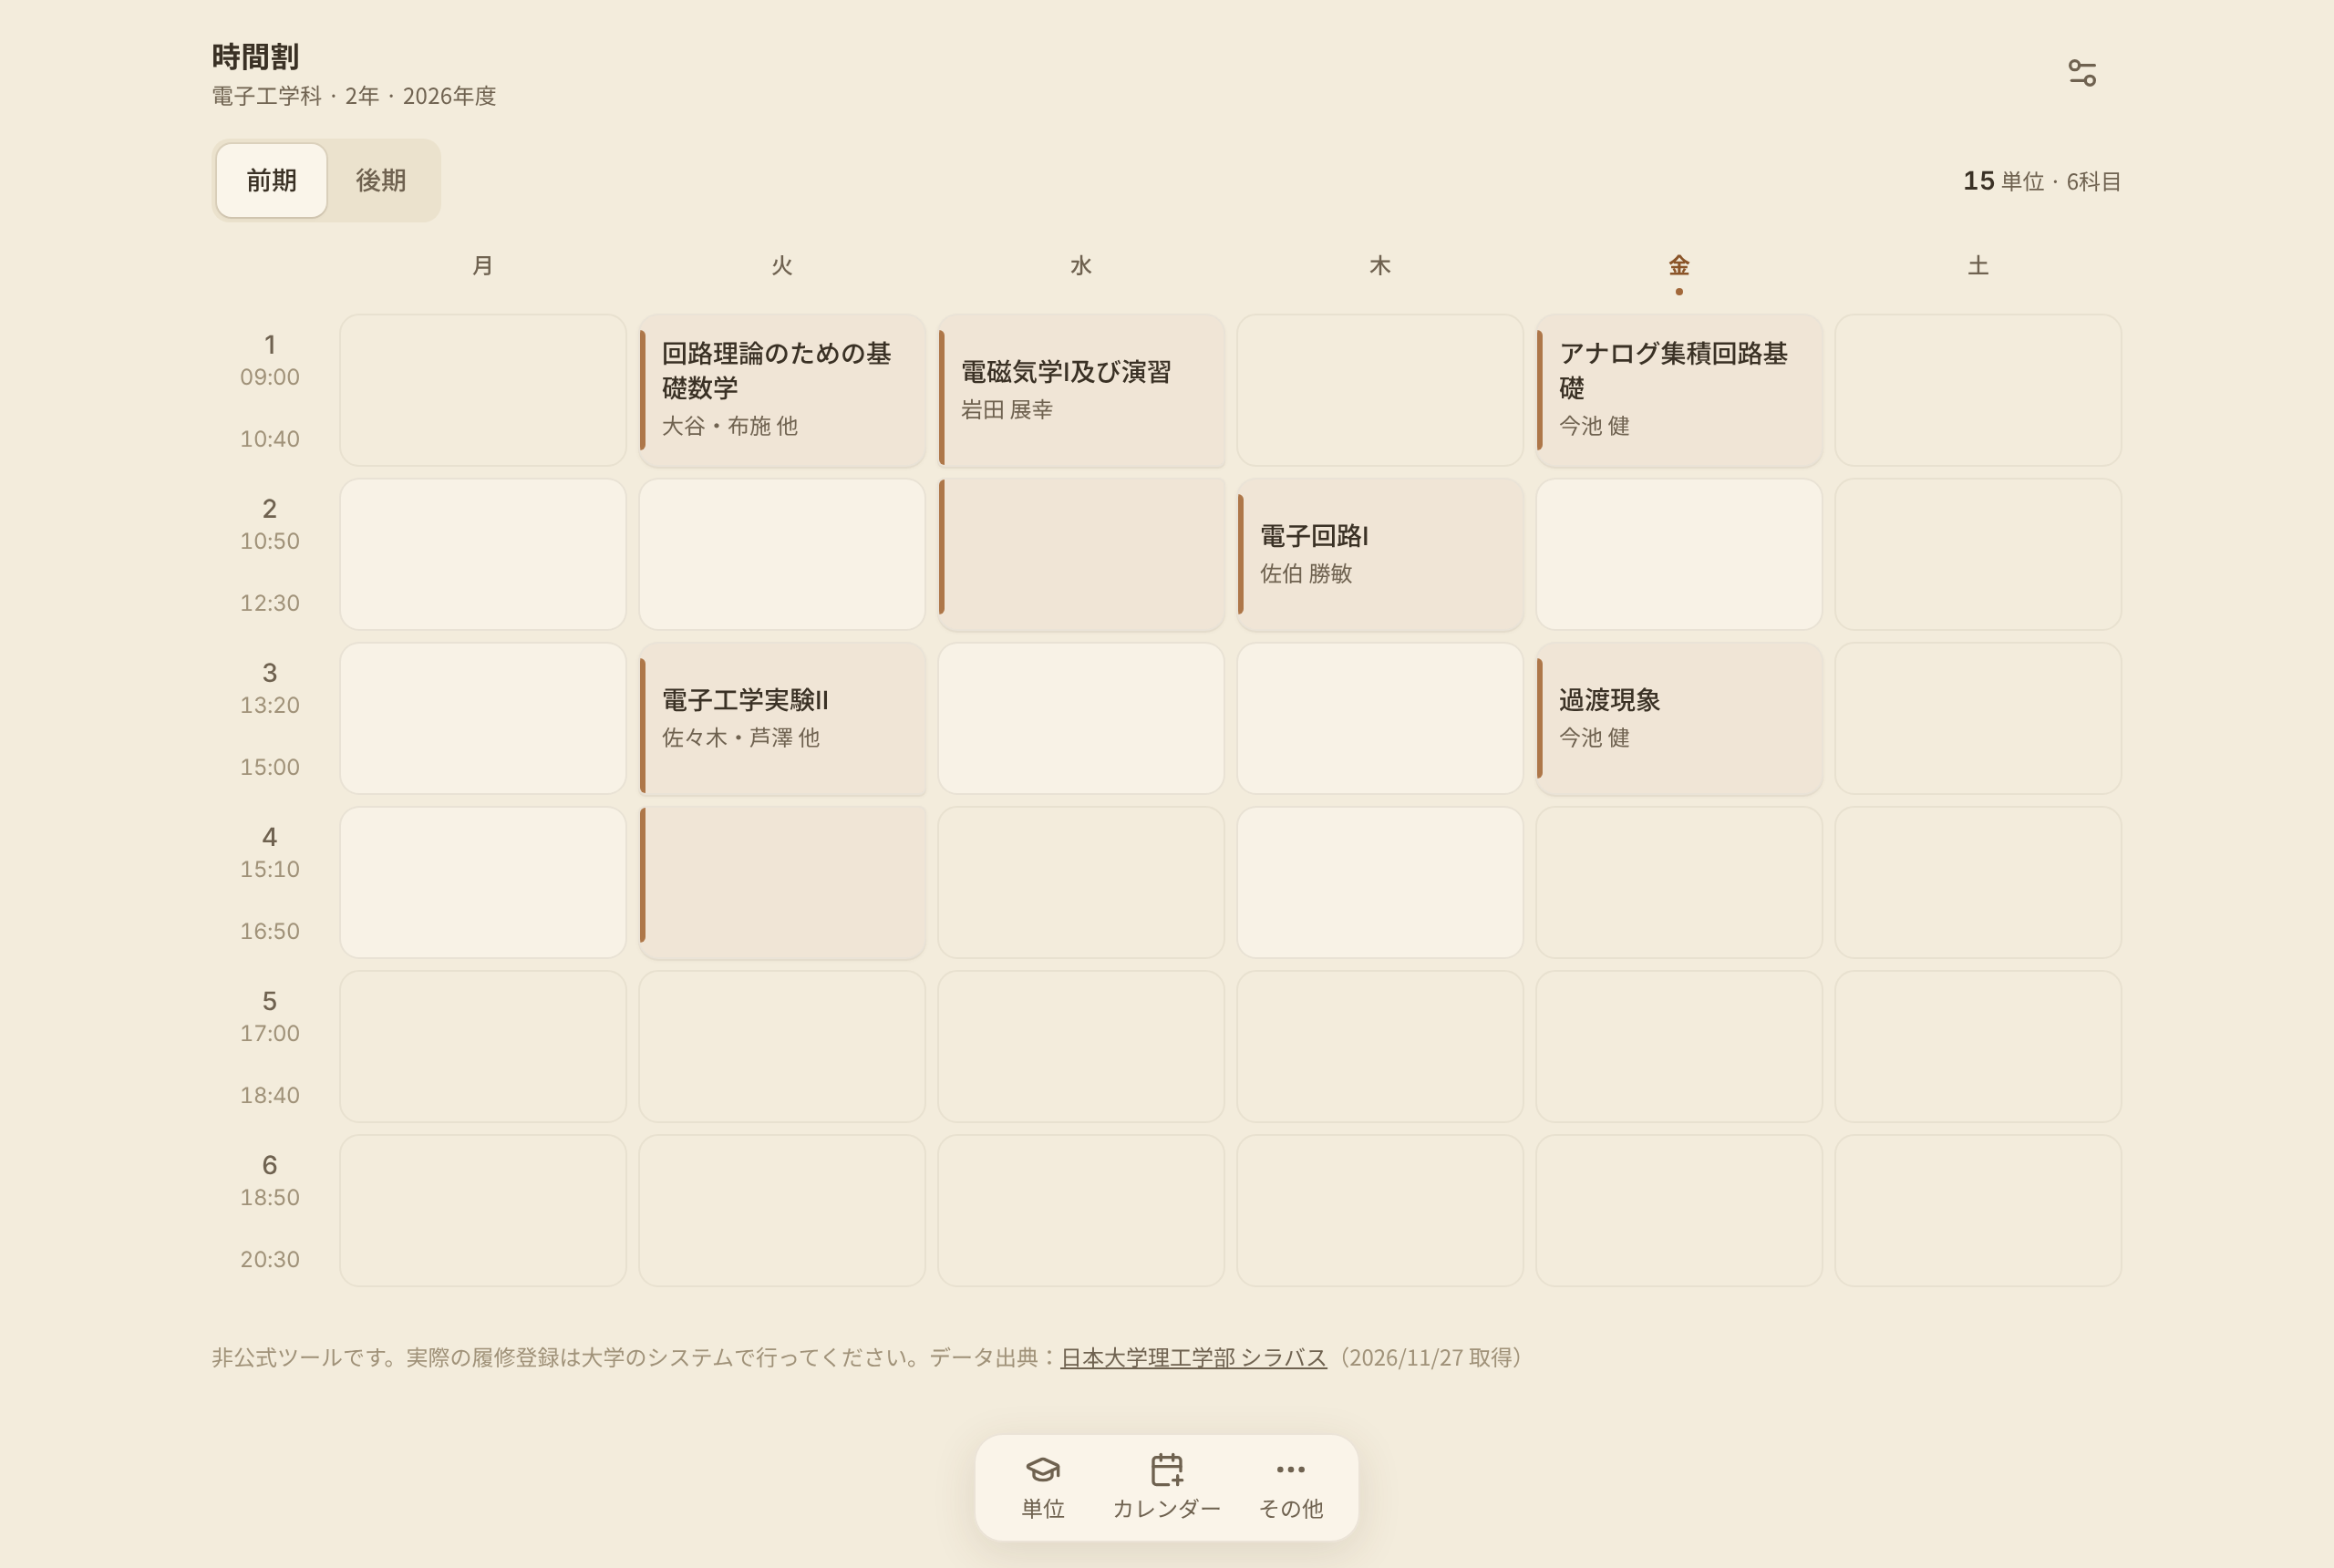 時間割
電子工学科 · 2年 · 2026年度
前期 後期
15 単位 · 6科目
月 火 水 木 金 土
1
09:00
10:40
回路理論のための基
礎数学
大谷・布施 他
電磁気学I及び演習
岩田 展幸
アナログ集積回路基
礎
今池 健
2
10:50
12:30
電子回路I
佐伯 勝敏
3
13:20
15:00
電子工学実験II
佐々木・芦澤 他
過渡現象
今池 健
4
15:10
16:50
5
17:00
18:40
6
18:50
20:30
非公式ツールです。実際の履修登録は大学のシステムで行ってください。データ出典：日本大学理工学部 シラバス（2026/11/27 取得）
単位 カレンダー その他